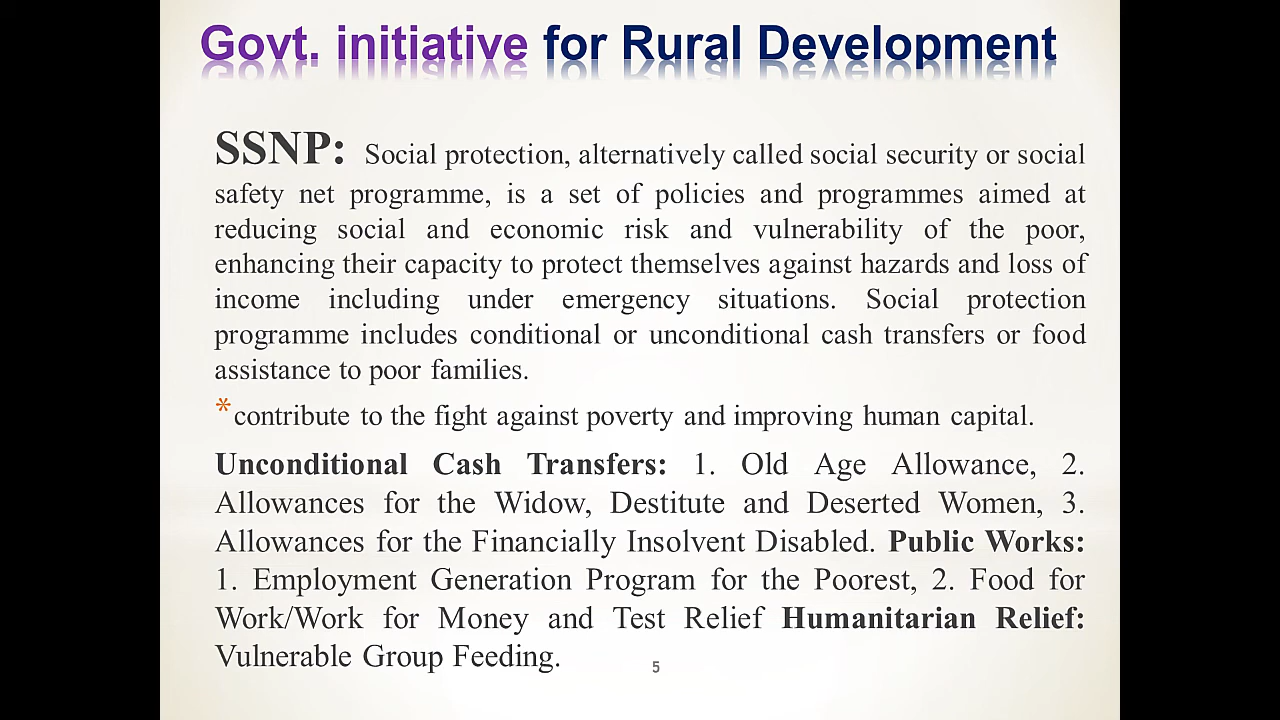 Govt. initiative for Rural Development
SSNP: Social protection, alternatively called social security or social
safety net programme, is a set of policies and programmes aimed at
reducing social and economic risk and vulnerability of the poor,
enhancing their capacity to protect themselves against hazards and loss of
income including under emergency situations. Social protection
programme includes conditional or unconditional cash transfers or food
assistance to poor families.
*contribute to the fight against poverty and improving human capital.
Unconditional Cash Transfers: 1. Old Age Allowance, 2.
Allowances for the Widow, Destitute and Deserted Women, 3.
Allowances for the Financially Insolvent Disabled. Public Works:
1. Employment Generation Program for the Poorest, 2. Food for
Work/Work for Money and Test Relief Humanitarian Relief:
Vulnerable Group Feeding.
5